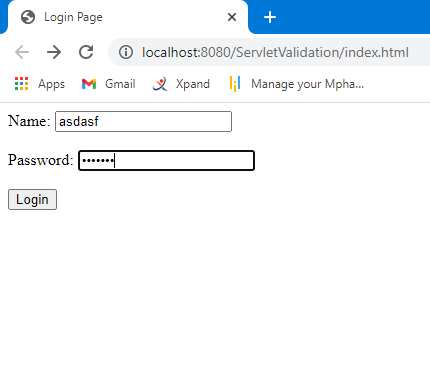 Login Page
localhost:8080/ServletValidation/index.html
Apps Gmail Xpand Manage your Mpha...
Name: asdasf
Password: •••••••
Login